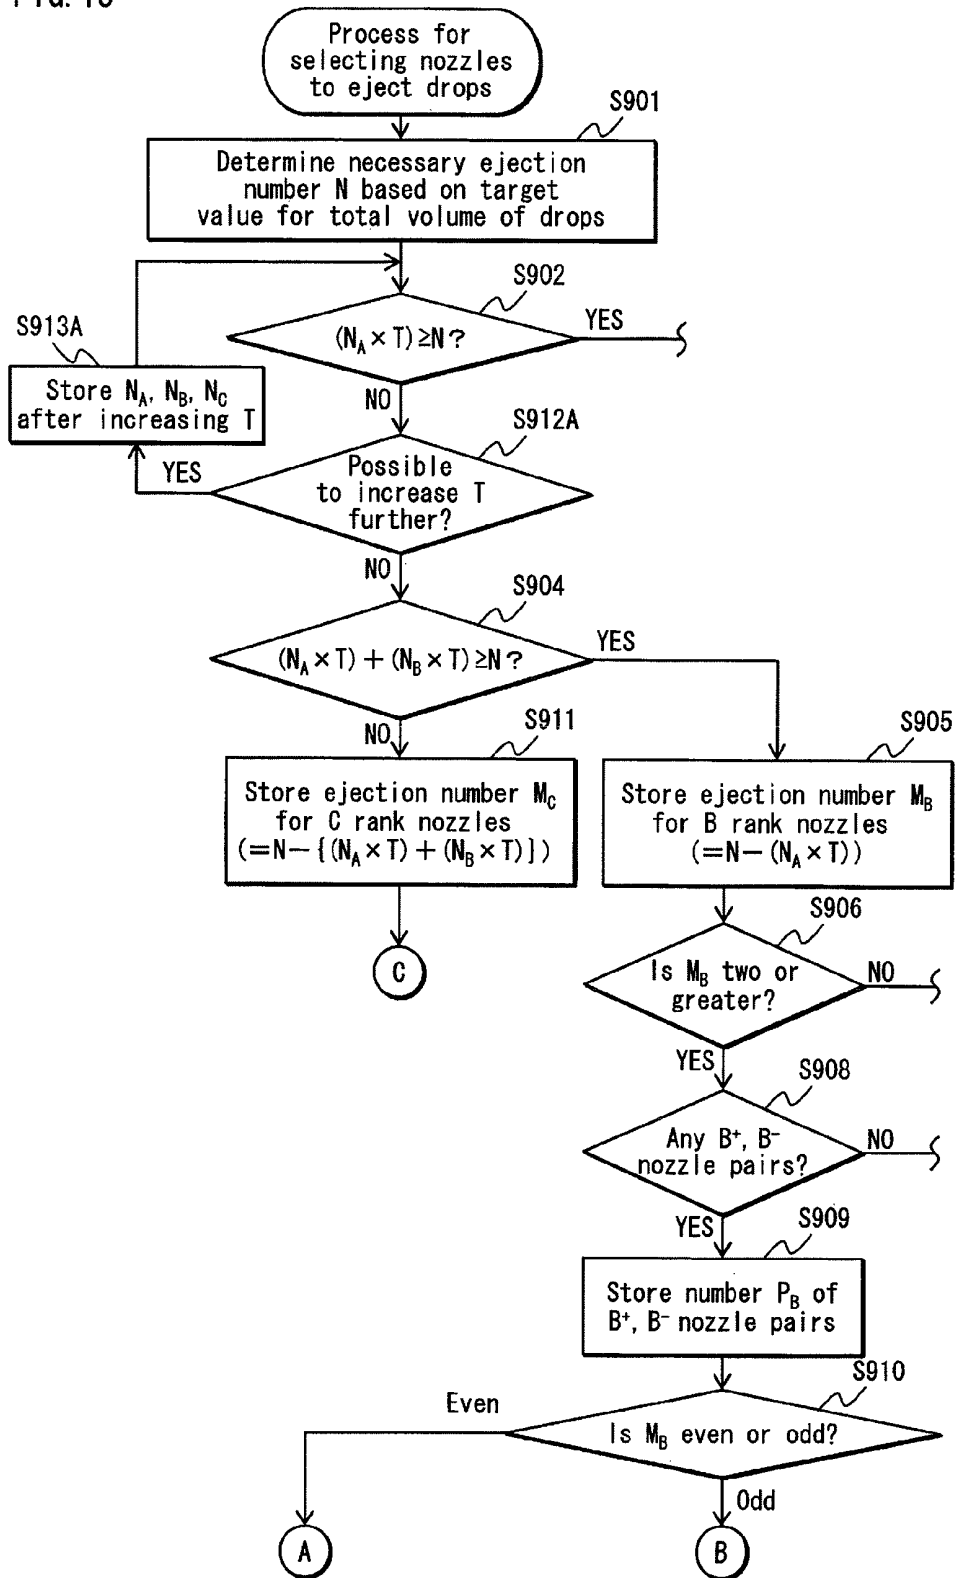 Process for
selecting nozzles
to eject drops
S901
Determine necessary ejection
number N based on target
value for total volume of drops
S902
(N_A × T) ≥ N?
YES
S913A
Store N_A, N_B, N_C
after increasing T
NO
S912A
YES
Possible
to increase T
further?
NO
S904
(N_A × T) + (N_B × T) ≥ N?
YES
NO
S911
S905
Store ejection number M_C
for C rank nozzles
(=N−{(N_A × T) + (N_B × T)})
Store ejection number M_B
for B rank nozzles
(=N−(N_A × T))
S906
C
Is M_B two or
greater?
NO
YES
S908
Any B⁺, B⁻
nozzle pairs?
NO
YES
S909
Store number P_B of
B⁺, B⁻ nozzle pairs
S910
Even
Is M_B even or odd?
Odd
A
B